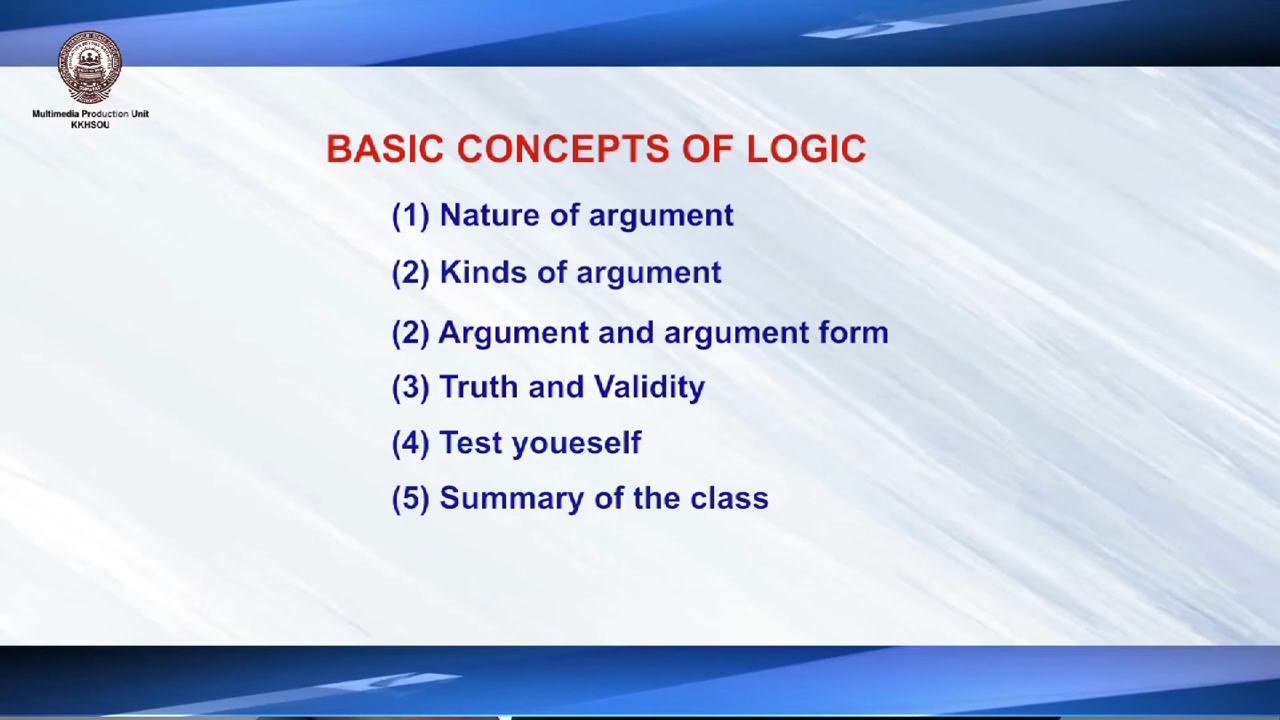 Multimedia Production Unit
KKHSOU
BASIC CONCEPTS OF LOGIC
(1) Nature of argument
(2) Kinds of argument
(2) Argument and argument form
(3) Truth and Validity
(4) Test youeself
(5) Summary of the class